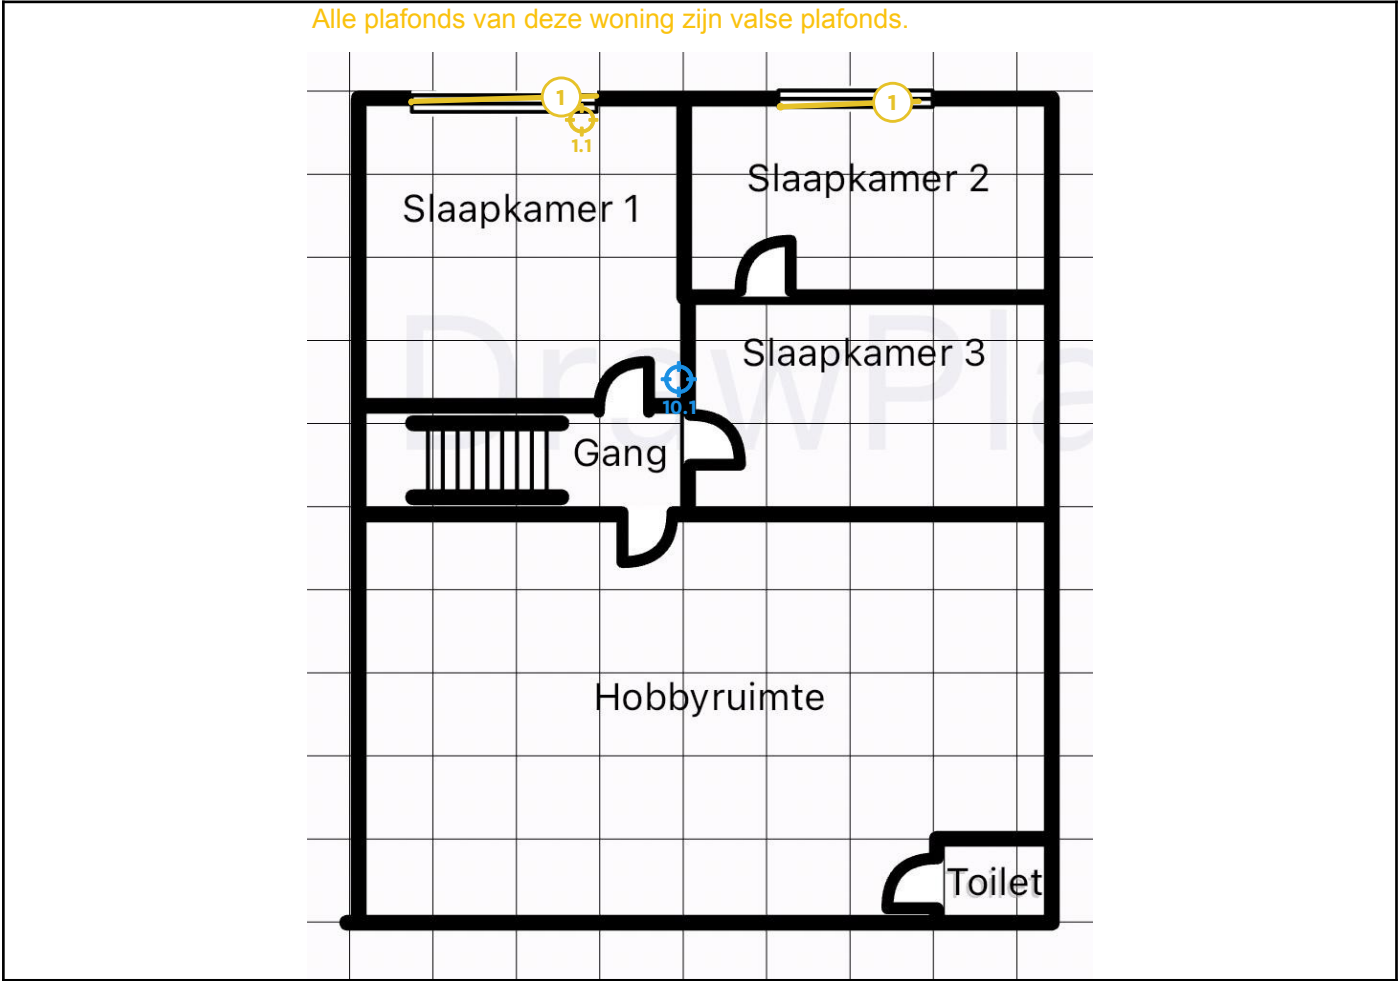 Alle plafonds van deze woning zijn valse plafonds.
1
1
1.1
Slaapkamer 2
Slaapkamer 1
DrawPla
Slaapkamer 3
10.1
Gang
Hobbyruimte
Toilet